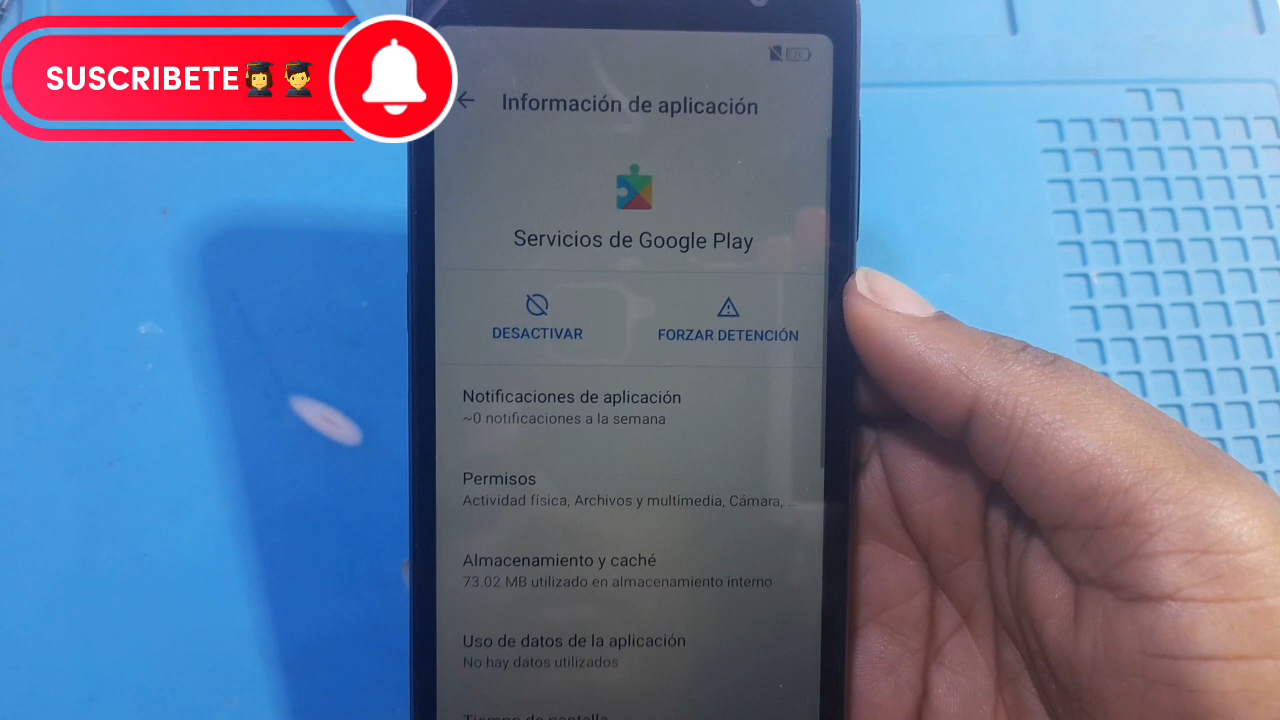 SUSCRIBETE
Información de aplicación
Servicios de Google Play
DESACTIVAR
FORZAR DETENCIÓN
Notificaciones de aplicación
~0 notificaciones a la semana
Permisos
Actividad física, Archivos y multimedia, Cámara, ...
Almacenamiento y caché
73.02 MB utilizado en almacenamiento interno
Uso de datos de la aplicación
No hay datos utilizados
Tiempo de pantalla